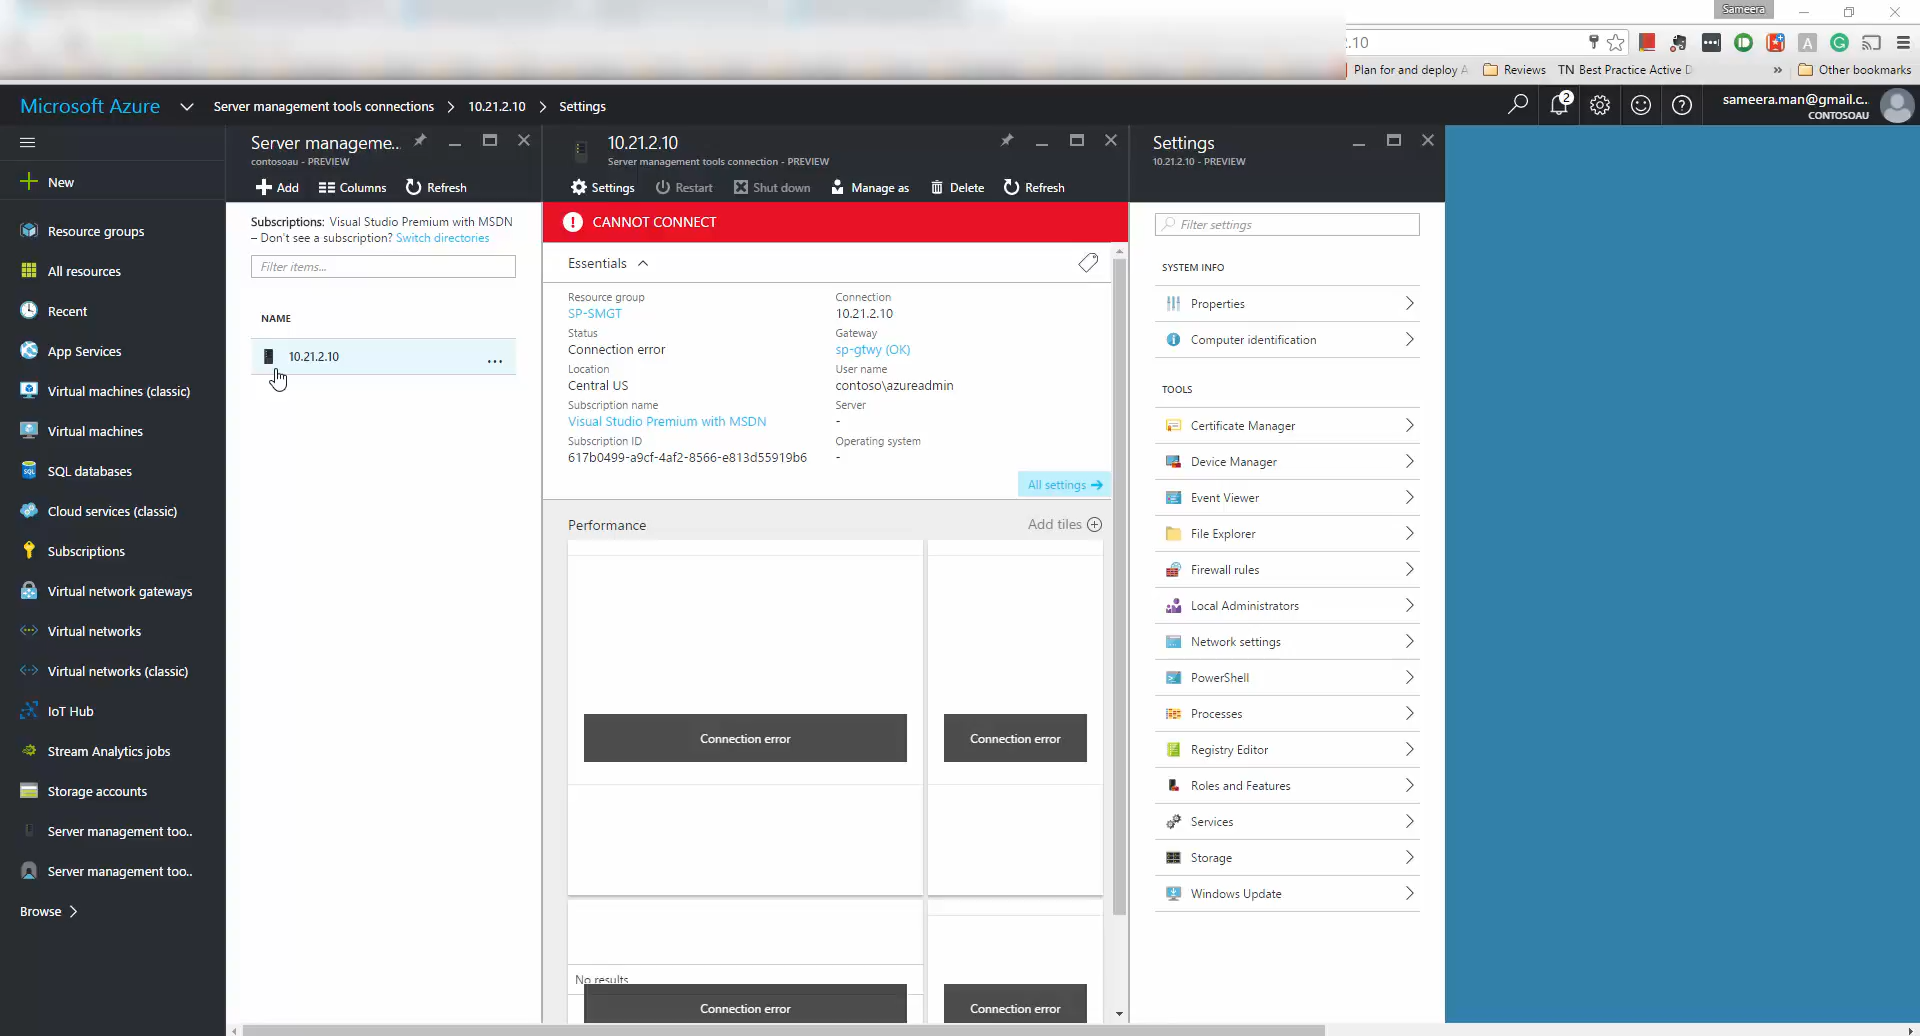 Sameera
.10
Plan for and deploy A
Reviews
TN Best Practice Active D
»
Other bookmarks
Microsoft Azure
Server management tools connections > 10.21.2.10 > Settings
2
sameera.man@gmail.c..
CONTOSOAU
New
Resource groups
All resources
Recent
App Services
Virtual machines (classic)
Virtual machines
SQL databases
Cloud services (classic)
Subscriptions
Virtual network gateways
Virtual networks
Virtual networks (classic)
IoT Hub
Stream Analytics jobs
Storage accounts
Server management too..
Server management too..
Browse >
Server manageme...
contosoau - PREVIEW
Add
Columns
Refresh
Subscriptions: Visual Studio Premium with MSDN
– Don't see a subscription? Switch directories
Filter items...
NAME
10.21.2.10
...
10.21.2.10
Server management tools connection - PREVIEW
Settings
Restart
Shut down
Manage as
Delete
Refresh
CANNOT CONNECT
Essentials
Resource group
SP-SMGT
Status
Connection error
Location
Central US
Subscription name
Visual Studio Premium with MSDN
Subscription ID
617b0499-a9cf-4af2-8566-e813d55919b6
Connection
10.21.2.10
Gateway
sp-gtwy (OK)
User name
contoso\azureadmin
Server
-
Operating system
-
All settings →
Performance
Add tiles
Connection error
Connection error
No results
Connection error
Connection error
Settings
10.21.2.10 - PREVIEW
Filter settings
SYSTEM INFO
Properties
Computer identification
TOOLS
Certificate Manager
Device Manager
Event Viewer
File Explorer
Firewall rules
Local Administrators
Network settings
PowerShell
Processes
Registry Editor
Roles and Features
Services
Storage
Windows Update